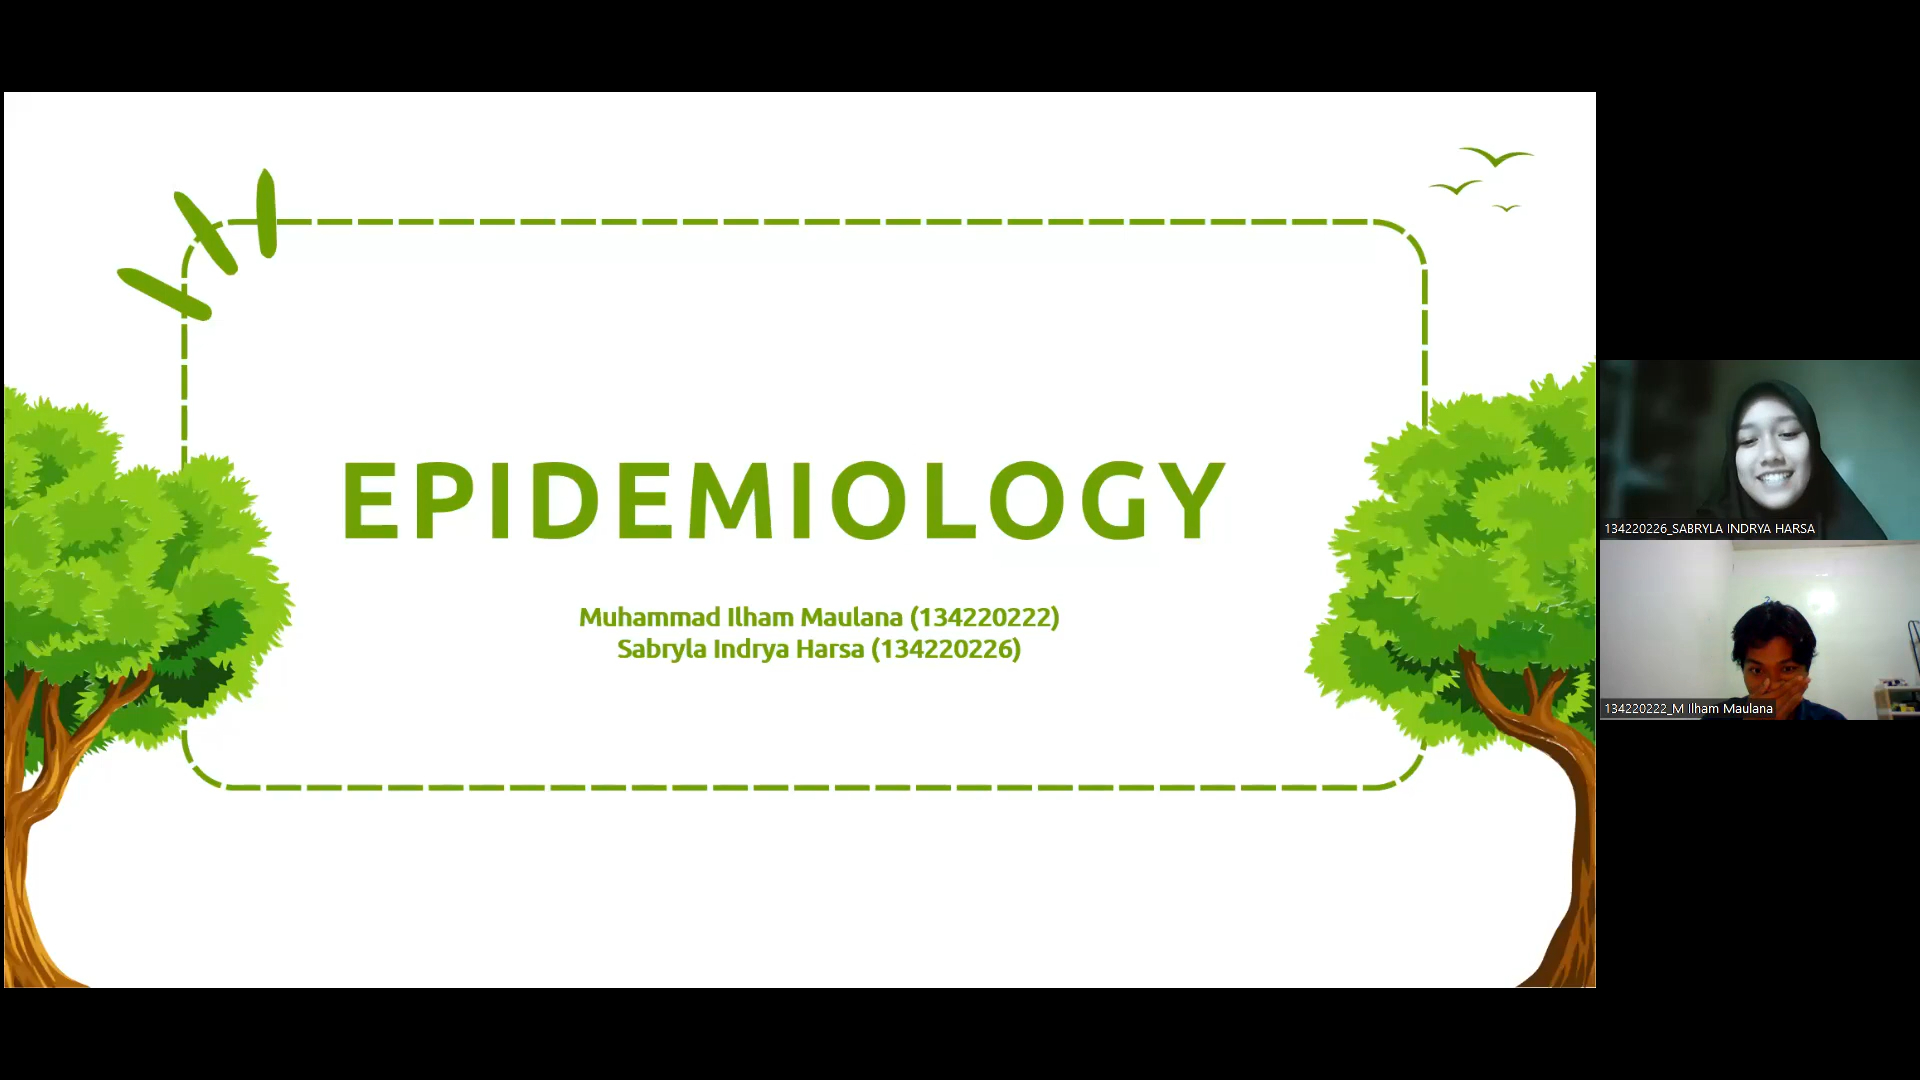 EPIDEMIOLOGY
Muhammad Ilham Maulana (134220222)
Sabryla Indrya Harsa (134220226)
134220226_SABRYLA INDRYA HARSA
134220222_M Ilham Maulana